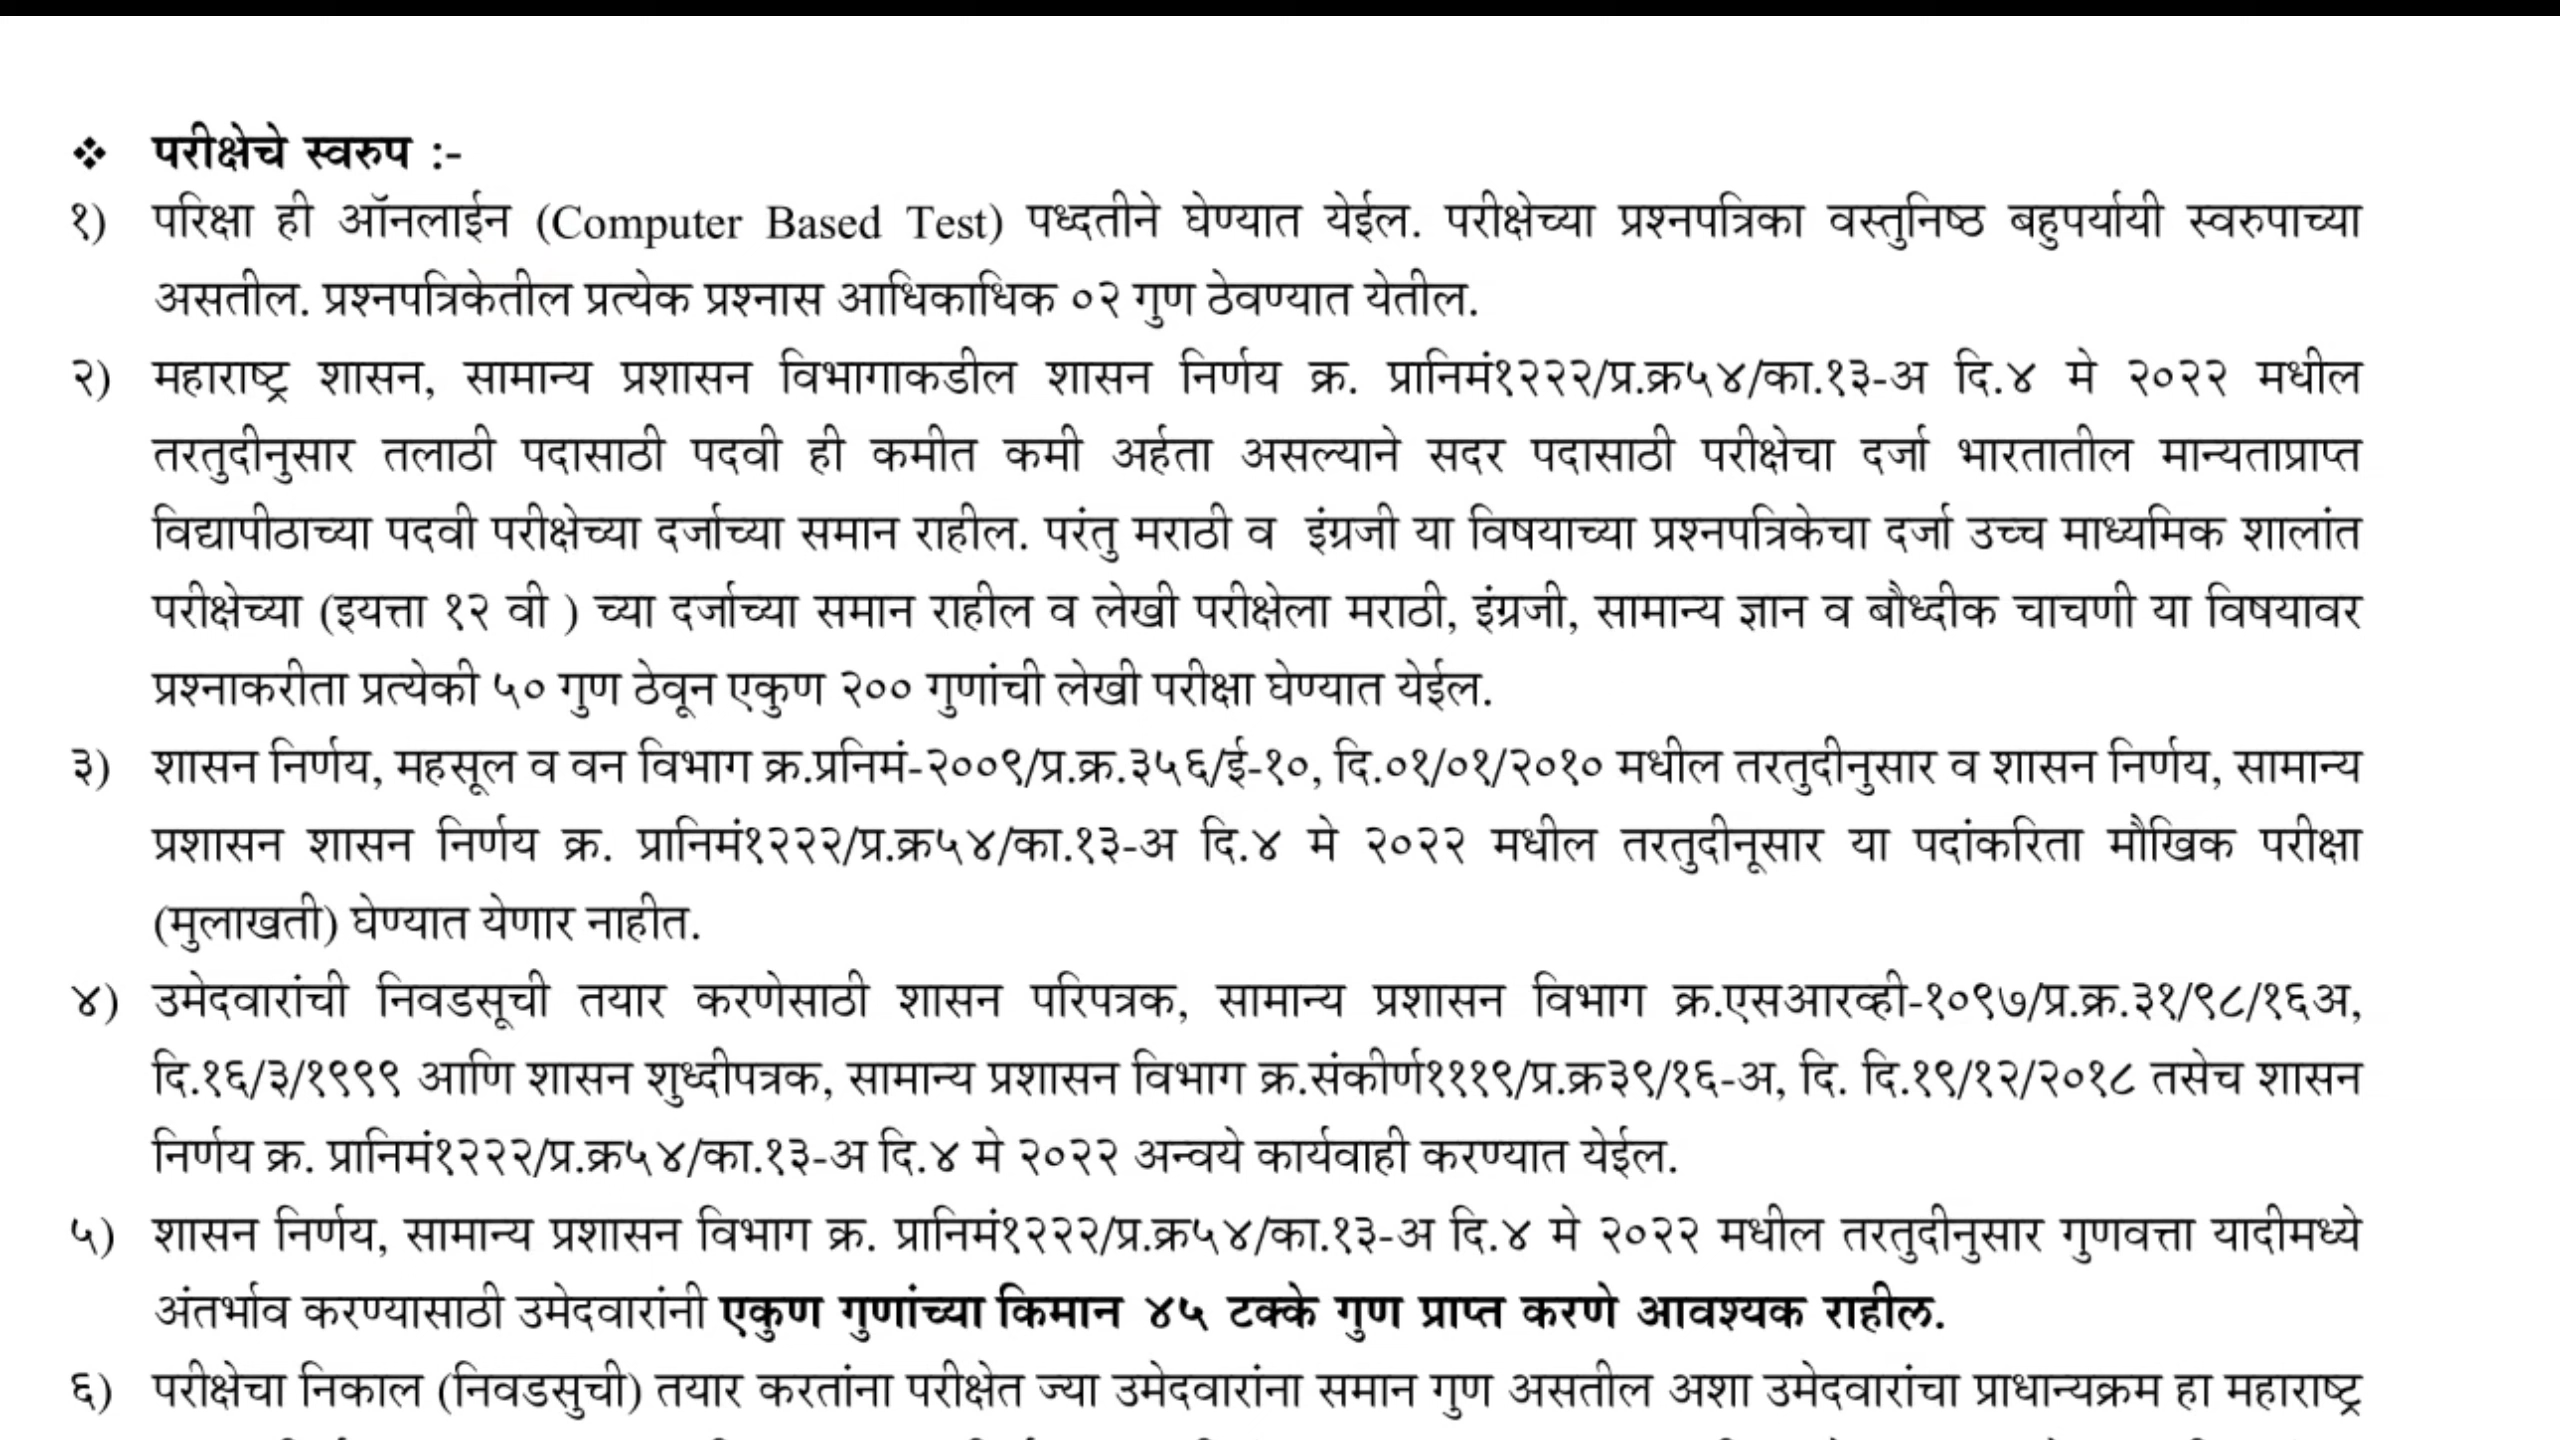 ❖ परीक्षेचे स्वरुप :-
१) परिक्षा ही ऑनलाईन (Computer Based Test) पध्दतीने घेण्यात येईल. परीक्षेच्या प्रश्नपत्रिका वस्तुनिष्ठ बहुपर्यायी स्वरुपाच्या
असतील. प्रश्नपत्रिकेतील प्रत्येक प्रश्नास आधिकाधिक ०२ गुण ठेवण्यात येतील.
२) महाराष्ट्र शासन, सामान्य प्रशासन विभागाकडील शासन निर्णय क्र. प्रानिमं१२२२/प्र.क्र५४/का.१३-अ दि.४ मे २०२२ मधील
तरतुदीनुसार तलाठी पदासाठी पदवी ही कमीत कमी अर्हता असल्याने सदर पदासाठी परीक्षेचा दर्जा भारतातील मान्यताप्राप्त
विद्यापीठाच्या पदवी परीक्षेच्या दर्जाच्या समान राहील. परंतु मराठी व इंग्रजी या विषयाच्या प्रश्नपत्रिकेचा दर्जा उच्च माध्यमिक शालांत
परीक्षेच्या (इयत्ता १२ वी ) च्या दर्जाच्या समान राहील व लेखी परीक्षेला मराठी, इंग्रजी, सामान्य ज्ञान व बौध्दीक चाचणी या विषयावर
प्रश्नाकरीता प्रत्येकी ५० गुण ठेवून एकुण २०० गुणांची लेखी परीक्षा घेण्यात येईल.
३) शासन निर्णय, महसूल व वन विभाग क्र.प्रनिमं-२००९/प्र.क्र.३५६/ई-१०, दि.०१/०१/२०१० मधील तरतुदीनुसार व शासन निर्णय, सामान्य
प्रशासन शासन निर्णय क्र. प्रानिमं१२२२/प्र.क्र५४/का.१३-अ दि.४ मे २०२२ मधील तरतुदीनूसार या पदांकरिता मौखिक परीक्षा
(मुलाखती) घेण्यात येणार नाहीत.
४) उमेदवारांची निवडसूची तयार करणेसाठी शासन परिपत्रक, सामान्य प्रशासन विभाग क्र.एसआरव्ही-१०९७/प्र.क्र.३१/९८/१६अ,
दि.१६/३/१९९९ आणि शासन शुध्दीपत्रक, सामान्य प्रशासन विभाग क्र.संकीर्ण१११९/प्र.क्र३९/१६-अ, दि. दि.१९/१२/२०१८ तसेच शासन
निर्णय क्र. प्रानिमं१२२२/प्र.क्र५४/का.१३-अ दि.४ मे २०२२ अन्वये कार्यवाही करण्यात येईल.
५) शासन निर्णय, सामान्य प्रशासन विभाग क्र. प्रानिमं१२२२/प्र.क्र५४/का.१३-अ दि.४ मे २०२२ मधील तरतुदीनुसार गुणवत्ता यादीमध्ये
अंतर्भाव करण्यासाठी उमेदवारांनी एकुण गुणांच्या किमान ४५ टक्के गुण प्राप्त करणे आवश्यक राहील.
६) परीक्षेचा निकाल (निवडसुची) तयार करतांना परीक्षेत ज्या उमेदवारांना समान गुण असतील अशा उमेदवारांचा प्राधान्यक्रम हा महाराष्ट्र